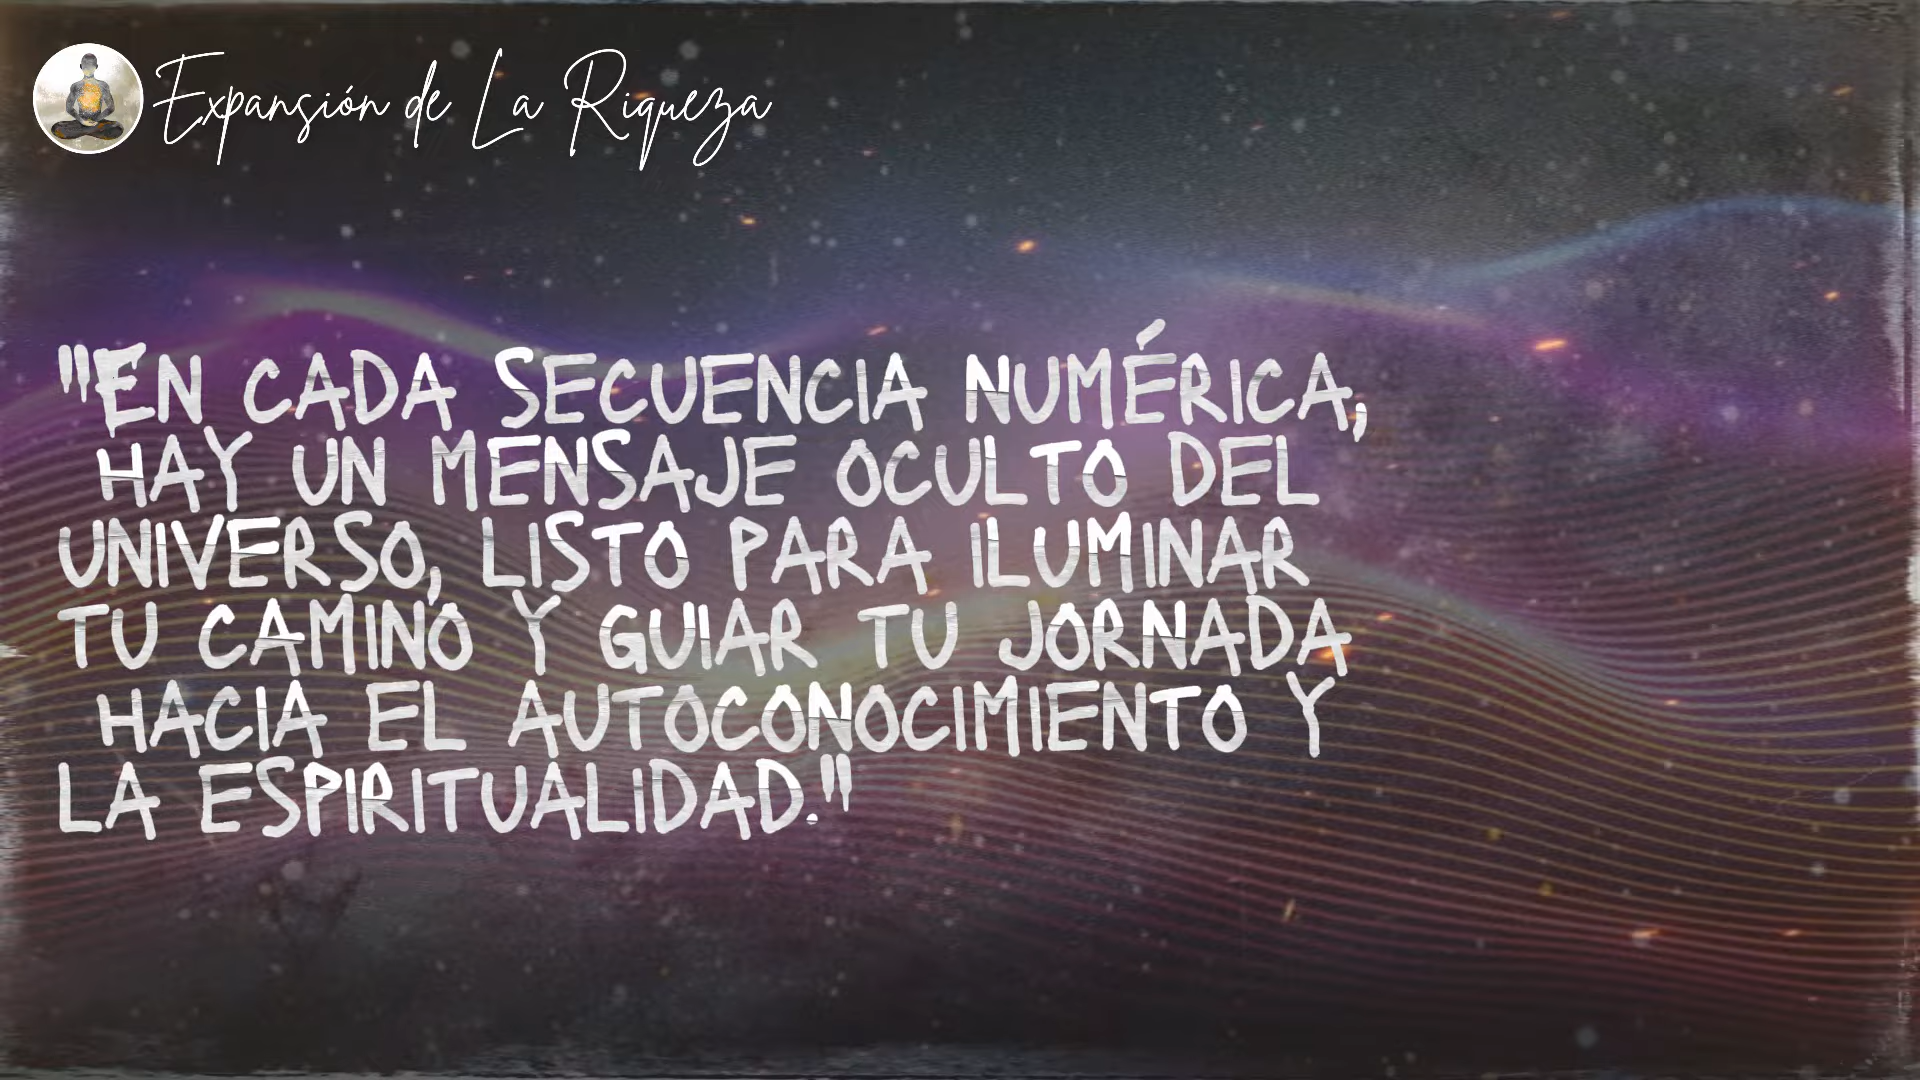 Expansión de La Riqueza
"EN CADA SECUENCIA NUMÉRICA,
HAY UN MENSAJE OCULTO DEL
UNIVERSO, LISTO PARA ILUMINAR
TU CAMINO Y GUIAR TU JORNADA
HACIA EL AUTOCONOCIMIENTO Y
LA ESPIRITUALIDAD."